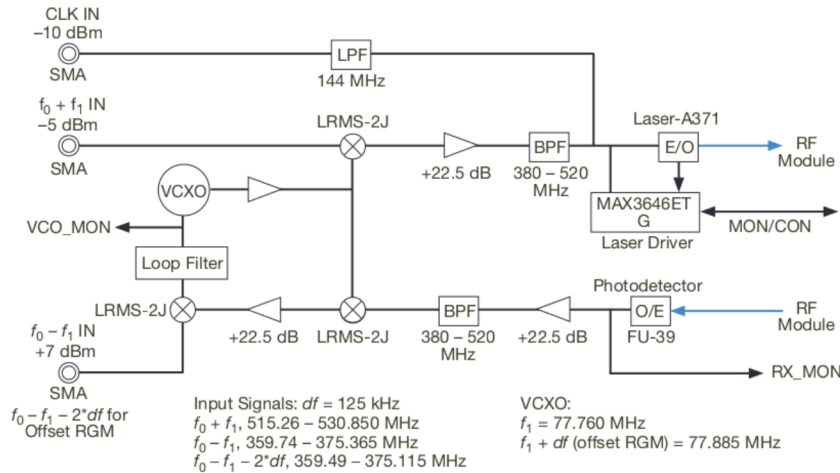 CLK IN
–10 dBm
SMA
LPF
144 MHz
f0 + f1 IN
–5 dBm
SMA
LRMS-2J
+22.5 dB
BPF
380 – 520
MHz
Laser-A371
E/O
RF
Module
MAX3646ET
G
Laser Driver
MON/CON
VCXO
VCO_MON
Loop Filter
LRMS-2J
f0 – f1 IN
+7 dBm
SMA
f0 – f1 – 2*df for
Offset RGM
+22.5 dB
LRMS-2J
BPF
380 – 520
MHz
+22.5 dB
Photodetector
O/E
FU-39
RF
Module
RX_MON
Input Signals: df = 125 kHz
f0 + f1, 515.26 – 530.850 MHz
f0 – f1, 359.74 – 375.365 MHz
f0 – f1 – 2*df, 359.49 – 375.115 MHz
VCXO:
f1 = 77.760 MHz
f1 + df (offset RGM) = 77.885 MHz